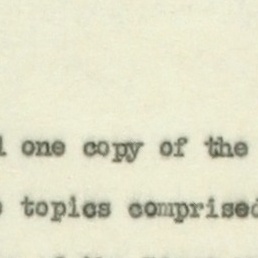 one copy of the
topics comprised